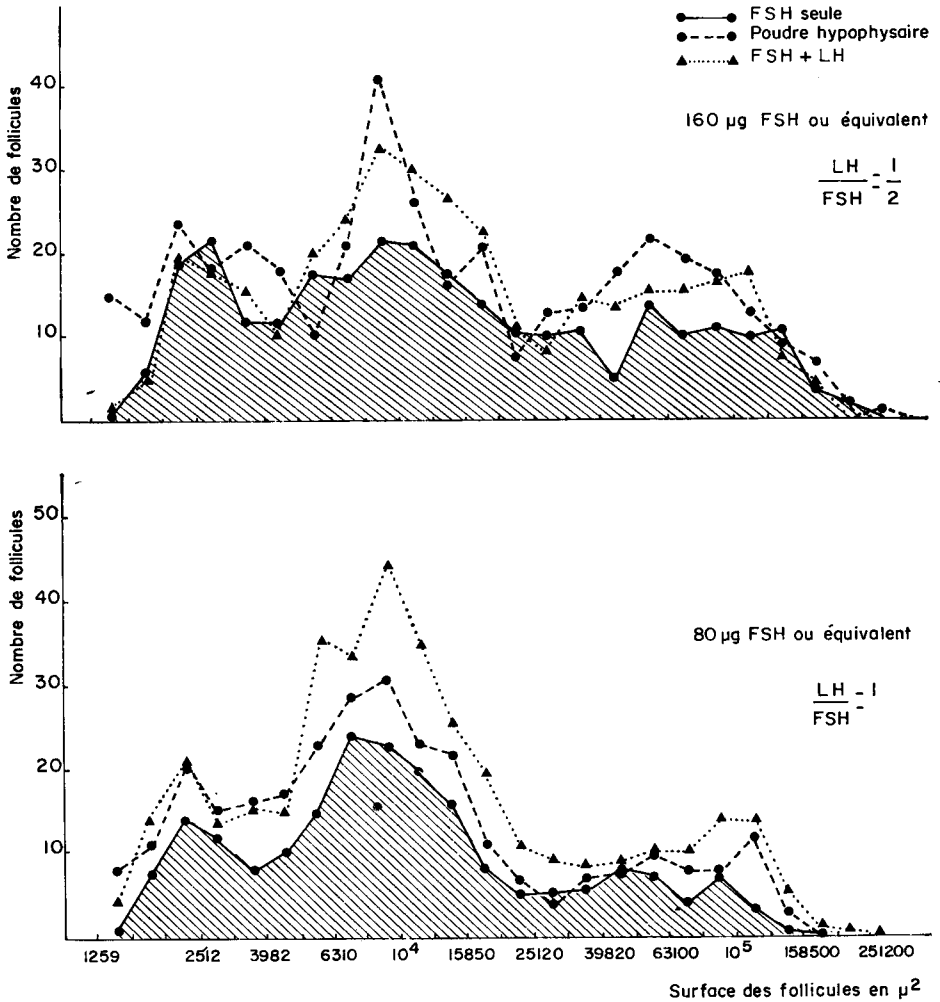 FSH seule
Poudre hypophysaire
FSH + LH
160 µg FSH ou équivalent
LH
FSH
=
1
2
Nombre de follicules
40
30
20
10
Nombre de follicules
50
40
30
20
10
80 µg FSH ou équivalent
LH
FSH
=
1
1259 2512 3982 6310 10⁴ 15850 25120 39820 63100 10⁵ 158500 251200
Surface des follicules en µ²